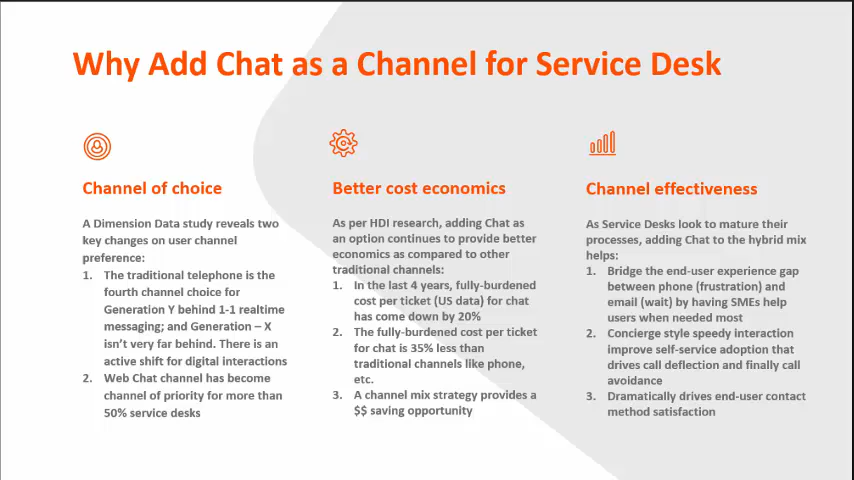 Why Add Chat as a Channel for Service Desk
Channel of choice
A Dimension Data study reveals two
key changes on user channel
preference:
1. The traditional telephone is the
fourth channel choice for
Generation Y behind 1-1 realtime
messaging; and Generation – X
isn't very far behind. There is an
active shift for digital interactions
2. Web Chat channel has become
channel of priority for more than
50% service desks
Better cost economics
As per HDI research, adding Chat as
an option continues to provide better
economics as compared to other
traditional channels:
1. In the last 4 years, fully-burdened
cost per ticket (US data) for chat
has come down by 20%
2. The fully-burdened cost per ticket
for chat is 35% less than
traditional channels like phone,
etc.
3. A channel mix strategy provides a
$$ saving opportunity
Channel effectiveness
As Service Desks look to mature their
processes, adding Chat to the hybrid mix
helps:
1. Bridge the end-user experience gap
between phone (frustration) and
email (wait) by having SMEs help
users when needed most
2. Concierge style speedy interaction
improve self-service adoption that
drives call deflection and finally call
avoidance
3. Dramatically drives end-user contact
method satisfaction